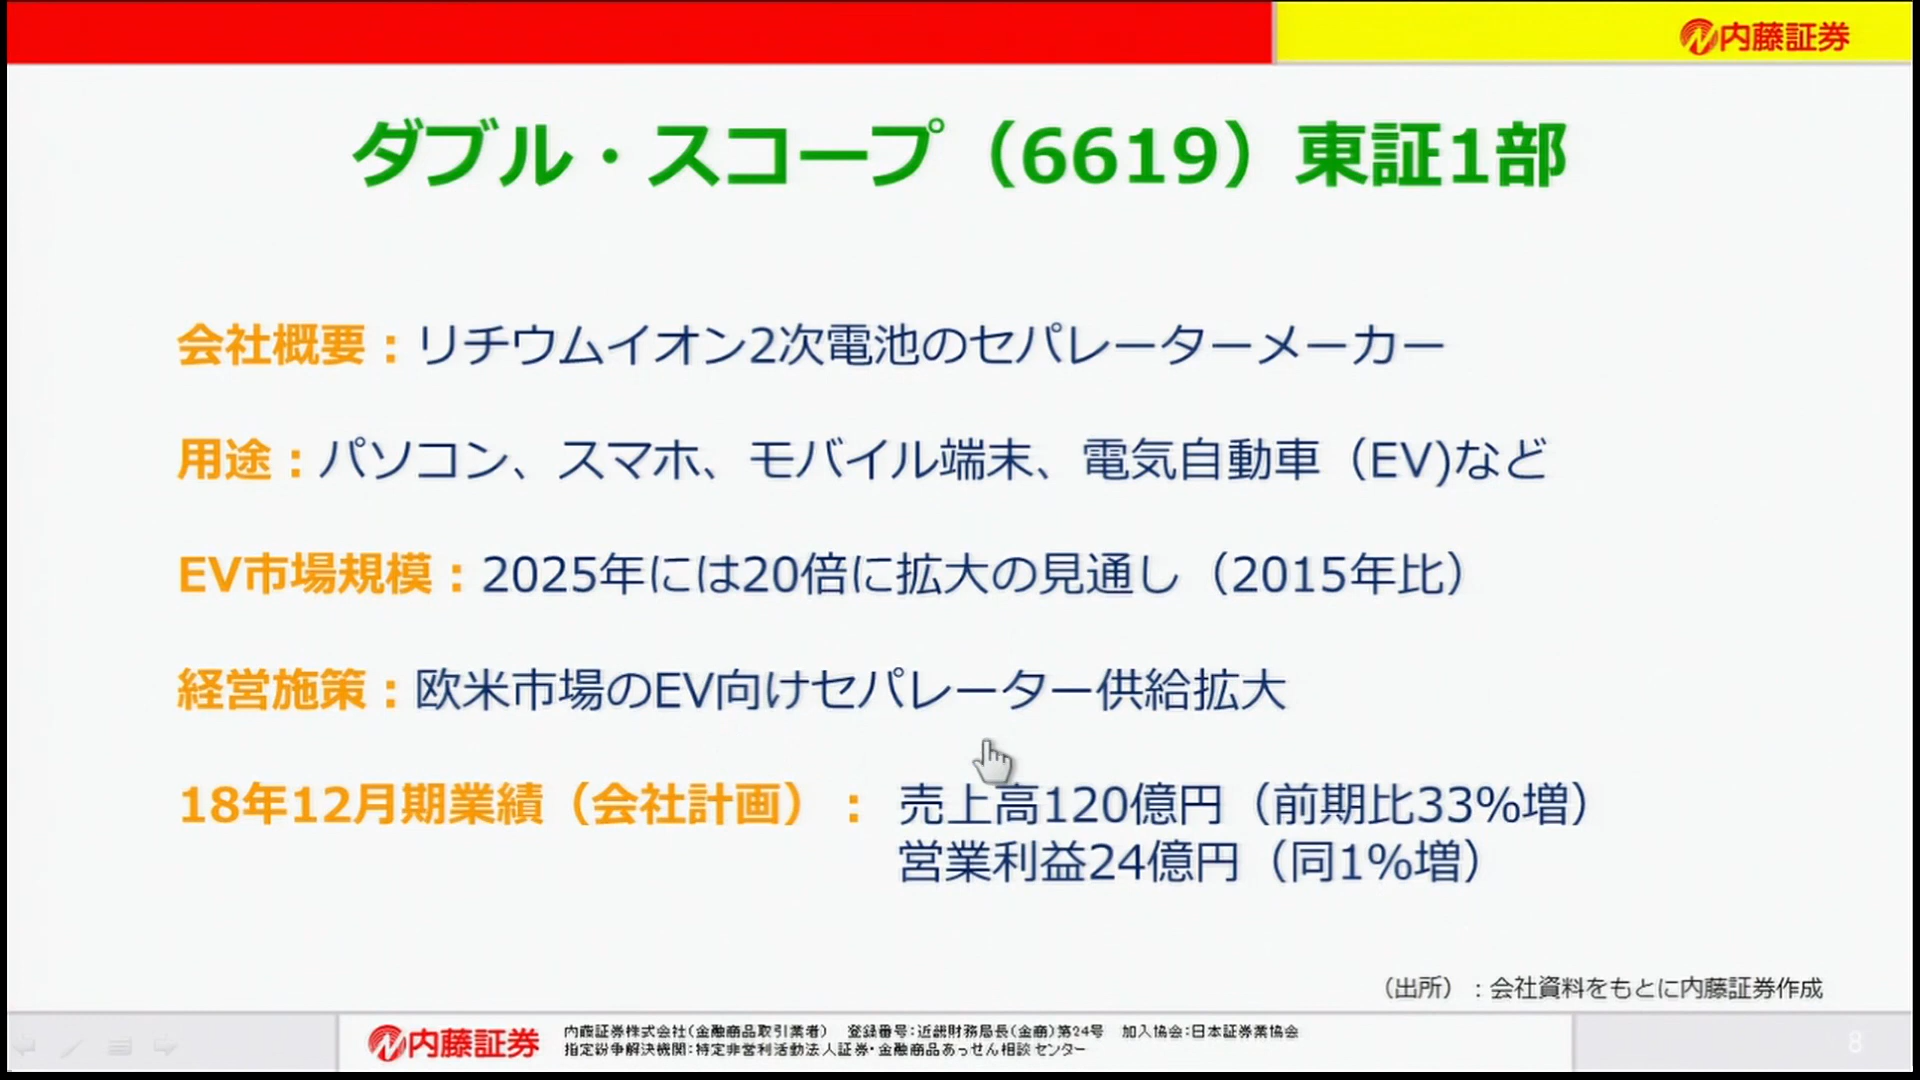 内藤証券
ダブル・スコープ（6619）東証1部
会社概要：リチウムイオン2次電池のセパレーターメーカー
用途：パソコン、スマホ、モバイル端末、電気自動車（EV)など
EV市場規模：2025年には20倍に拡大の見通し（2015年比）
経営施策：欧米市場のEV向けセパレーター供給拡大
18年12月期業績（会社計画）： 売上高120億円（前期比33%増）
営業利益24億円（同1%増）
（出所）：会社資料をもとに内藤証券作成
内藤証券
内藤証券株式会社(金融商品取引業者) 登録番号：近畿財務局長(金商)第24号 加入協会：日本証券業協会
指定紛争解決機関：特定非営利活動法人証券・金融商品あっせん相談センター
8